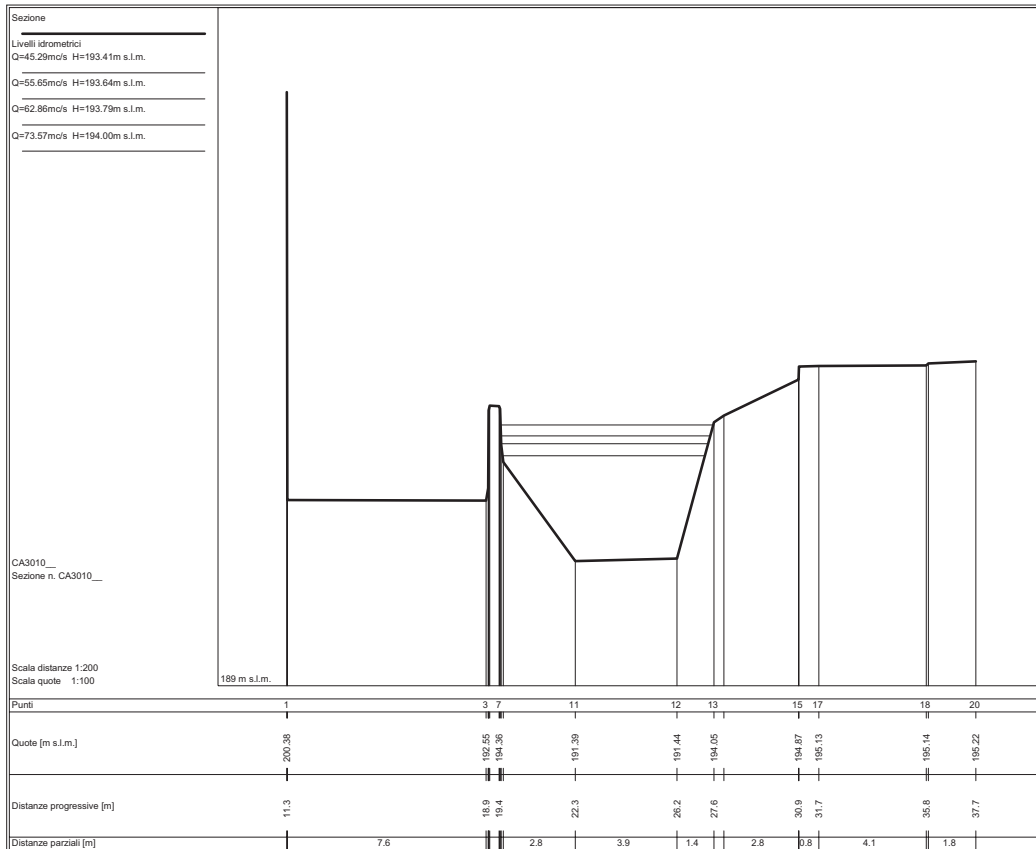 Sezione
Livelli idrometrici
Q=45.29mc/s H=193.41m s.l.m.
Q=55.65mc/s H=193.64m s.l.m.
Q=62.86mc/s H=193.79m s.l.m.
Q=73.57mc/s H=194.00m s.l.m.
CA3010__
Sezione n. CA3010__
Scala distanze 1:200
Scala quote 1:100
189 m s.l.m.
Punti 1 3 7 11 12 13 15 17 18 20
Quote [m s.l.m.] 200.38 192.55 194.36 191.39 191.44 194.05 194.87 195.13 195.14 195.22
Distanze progressive [m] 11.3 18.9 19.4 22.3 26.2 27.6 30.9 31.7 35.8 37.7
Distanze parziali [m] 7.6 2.8 3.9 1.4 2.8 0.8 4.1 1.8